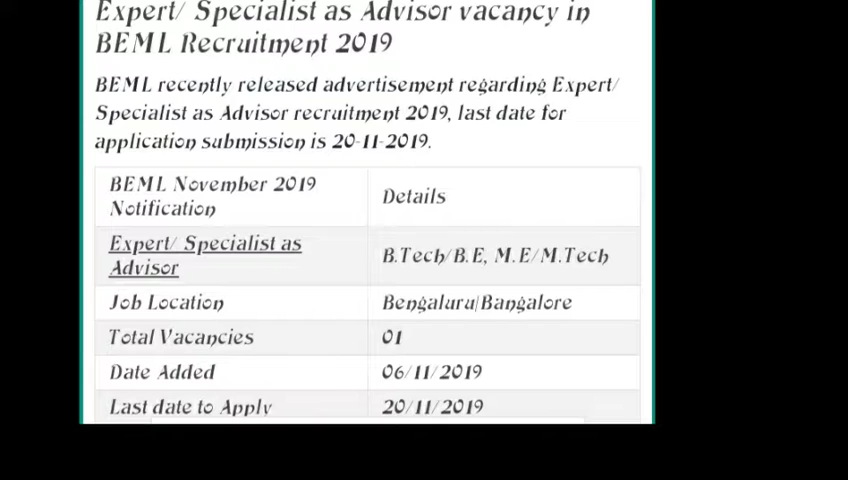 Expert/ Specialist as Advisor vacancy in
BEML Recruitment 2019
BEML recently released advertisement regarding Expert/
Specialist as Advisor recruitment 2019, last date for
application submission is 20-11-2019.
BEML November 2019
Notification
Details
Expert/ Specialist as
Advisor
B.Tech/B.E, M.E/M.Tech
Job Location
Bengaluru/Bangalore
Total Vacancies
01
Date Added
06/11/2019
Last date to Apply
20/11/2019